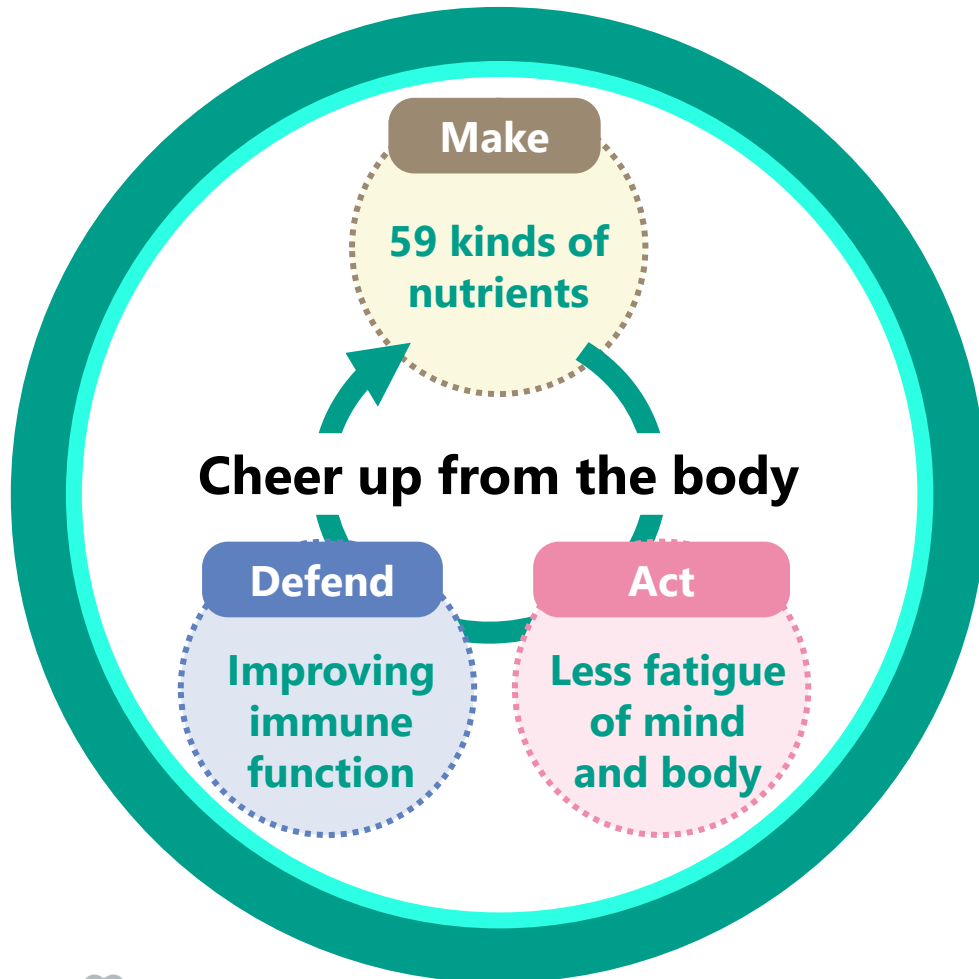 Make
59 kinds of
nutrients
Cheer up from the body
Defend
Improving
immune
function
Act
Less fatigue
of mind
and body